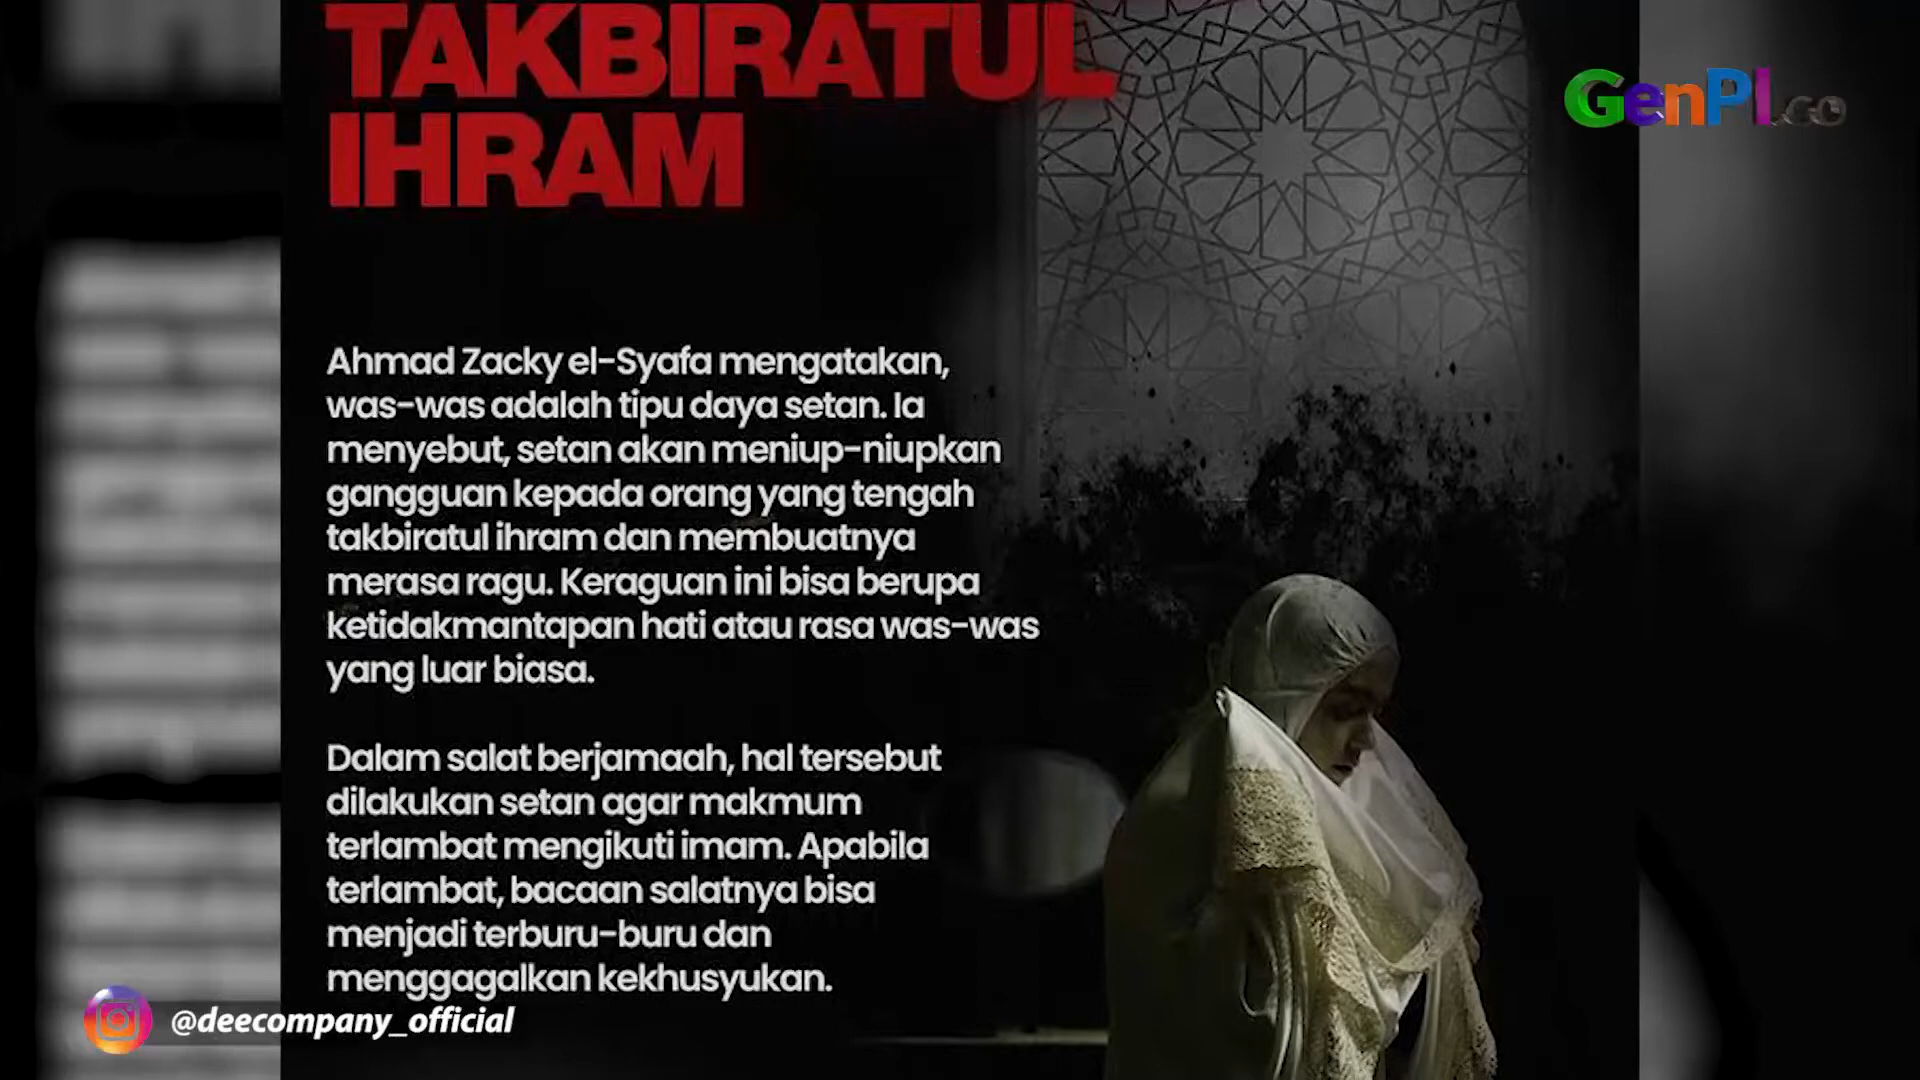 TAKBIRATUL
IHRAM
GenPI.co
Ahmad Zacky el-Syafa mengatakan,
was-was adalah tipu daya setan. Ia
menyebut, setan akan meniup-niupkan
gangguan kepada orang yang tengah
takbiratul ihram dan membuatnya
merasa ragu. Keraguan ini bisa berupa
ketidakmantapan hati atau rasa was-was
yang luar biasa.
Dalam salat berjamaah, hal tersebut
dilakukan setan agar makmum
terlambat mengikuti imam. Apabila
terlambat, bacaan salatnya bisa
menjadi terburu-buru dan
menggagalkan kekhusyukan.
@deecompany_official